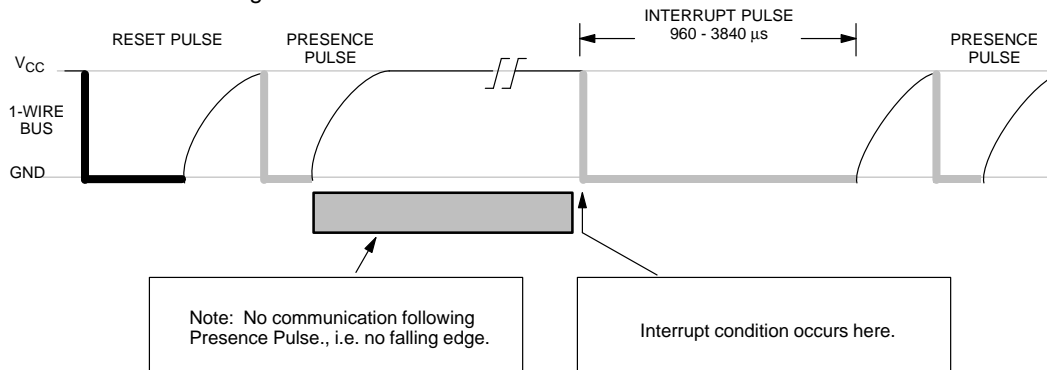 INTERRUPT PULSE
960 - 3840 μs
RESET PULSE
PRESENCE
PULSE
PRESENCE
PULSE
VCC
1-WIRE
BUS
GND
Note: No communication following
Presence Pulse., i.e. no falling edge.
Interrupt condition occurs here.